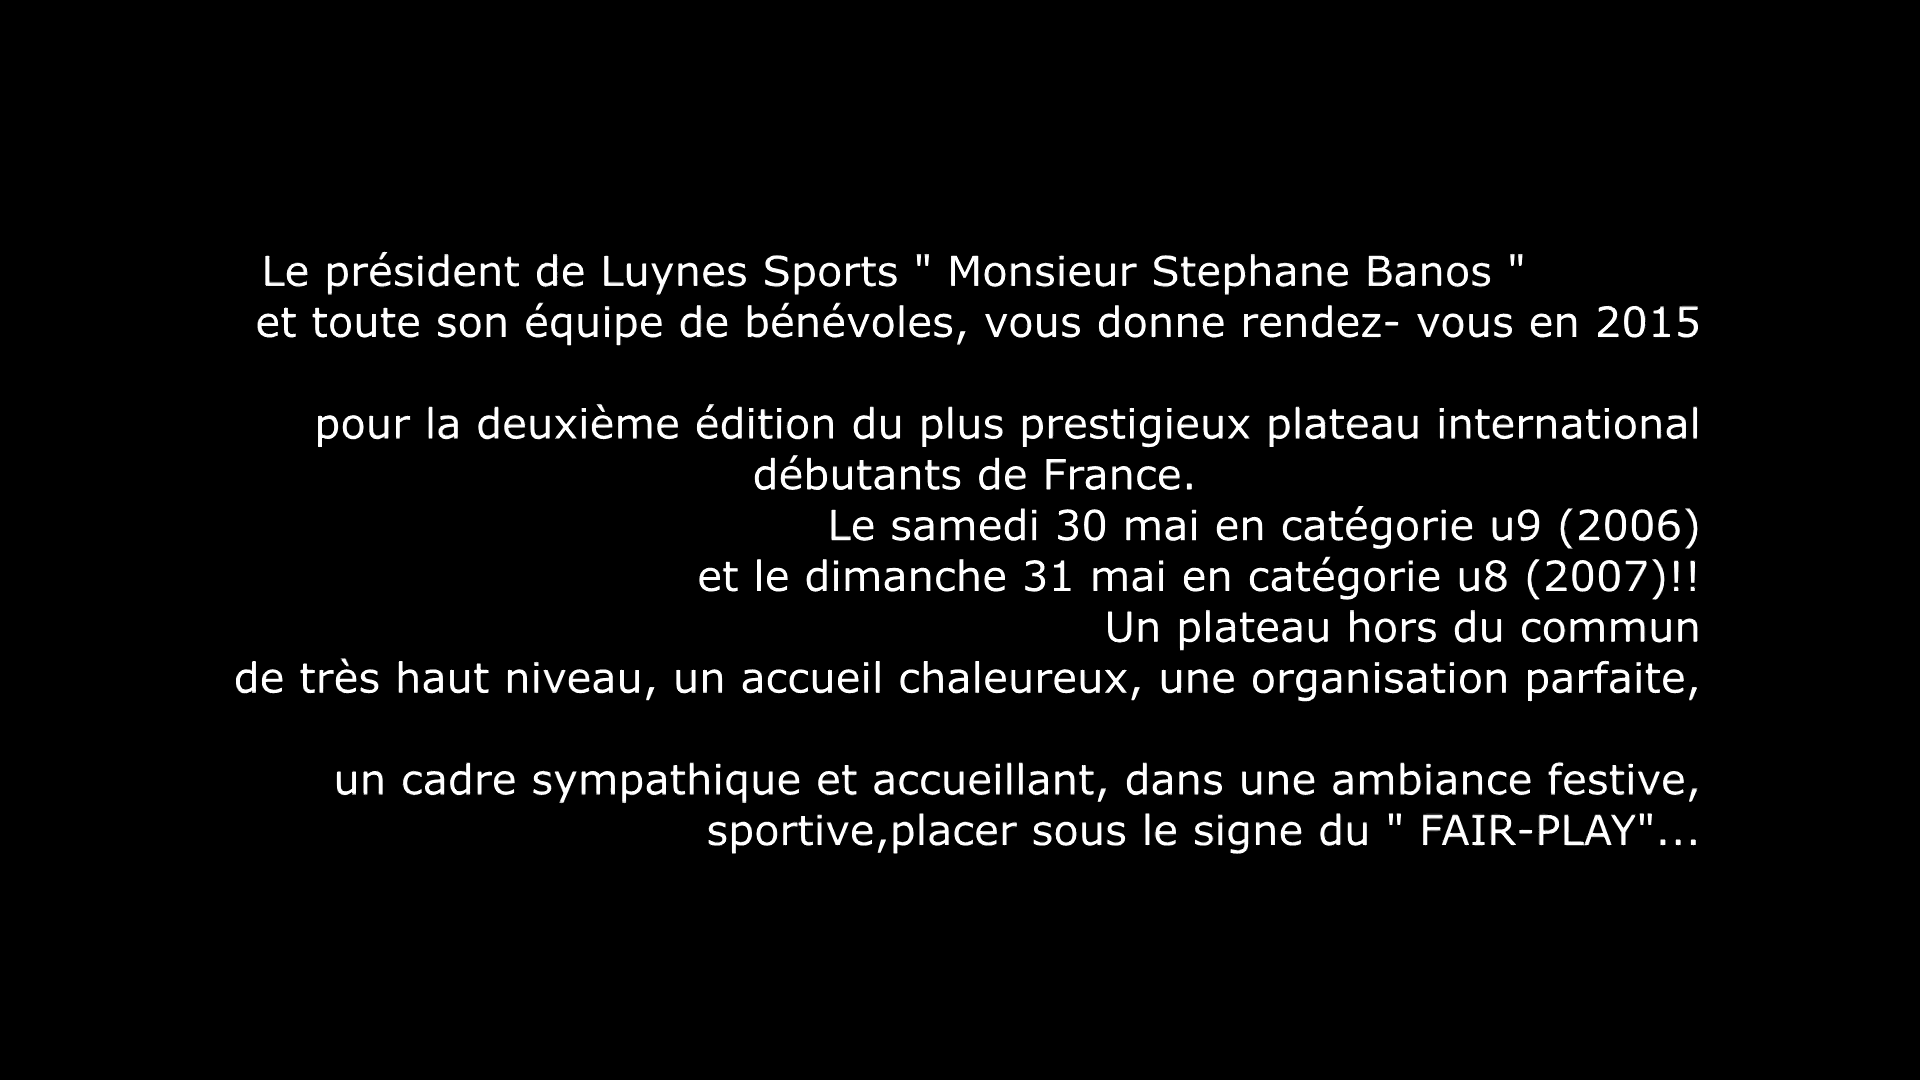 Le président de Luynes Sports " Monsieur Stephane Banos "
et toute son équipe de bénévoles, vous donne rendez- vous en 2015
pour la deuxième édition du plus prestigieux plateau international
débutants de France.
Le samedi 30 mai en catégorie u9 (2006)
et le dimanche 31 mai en catégorie u8 (2007)!!
Un plateau hors du commun
de très haut niveau, un accueil chaleureux, une organisation parfaite,
un cadre sympathique et accueillant, dans une ambiance festive,
sportive,placer sous le signe du " FAIR-PLAY"...